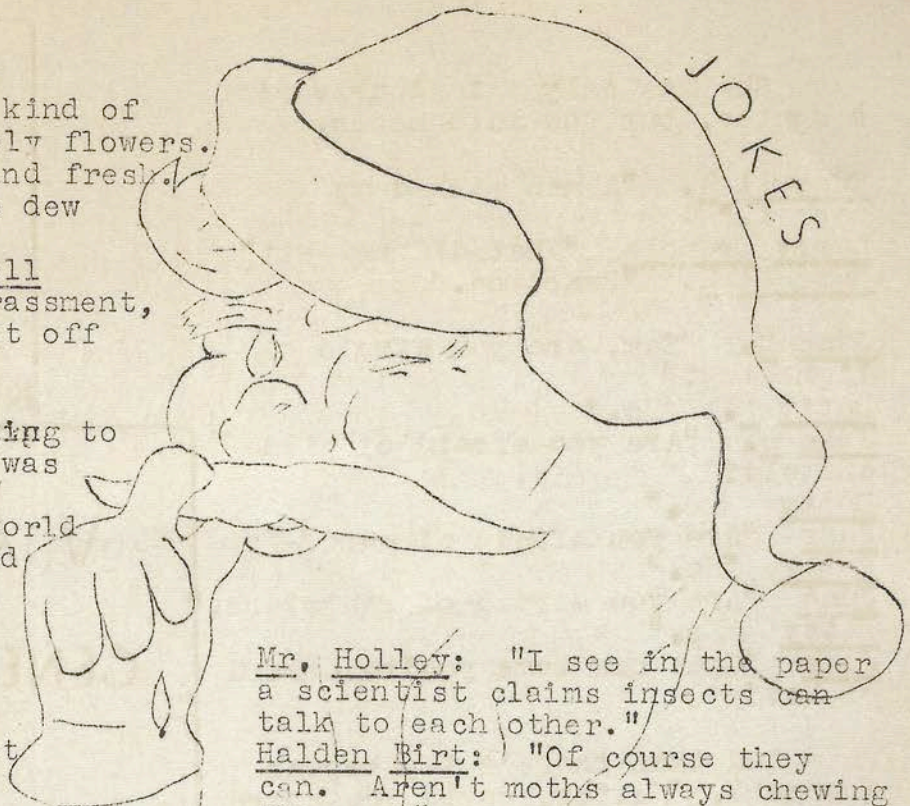 JOKES
kind of
ly flowers.
nd fresh.
dew
ll
rassment,
t off
ing to
was
orld
d
t
Mr. Holley: "I see in the paper
a scientist claims insects can
talk to each other."
Halden Birt: "Of course they
can. Aren't moths always chewing